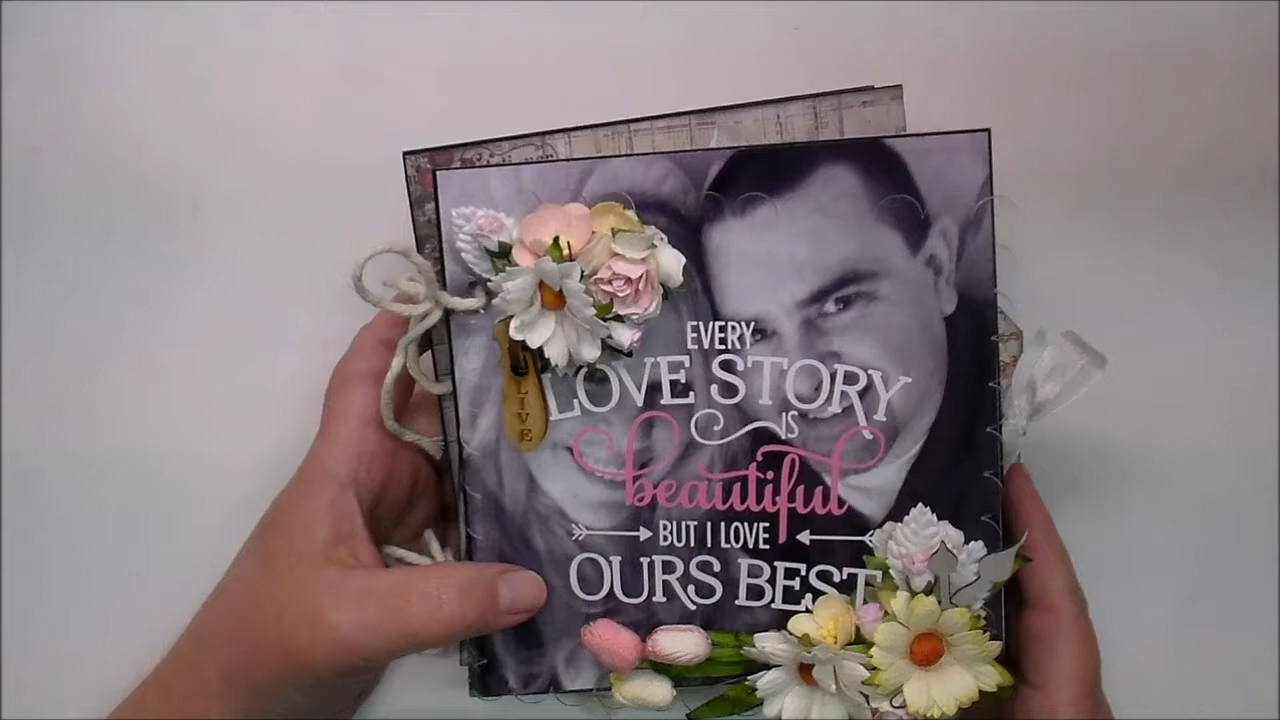 EVERY
LOVE STORY
IS
beautiful
BUT I LOVE
OURS BEST
LIVE